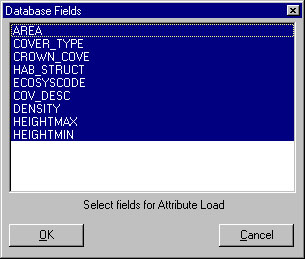 Database Fields
AREA
COVER_TYPE
CROWN_COVE
HAB_STRUCT
ECOSYSCODE
COV_DESC
DENSITY
HEIGHTMAX
HEIGHTMIN
Select fields for Attribute Load
OK
Cancel